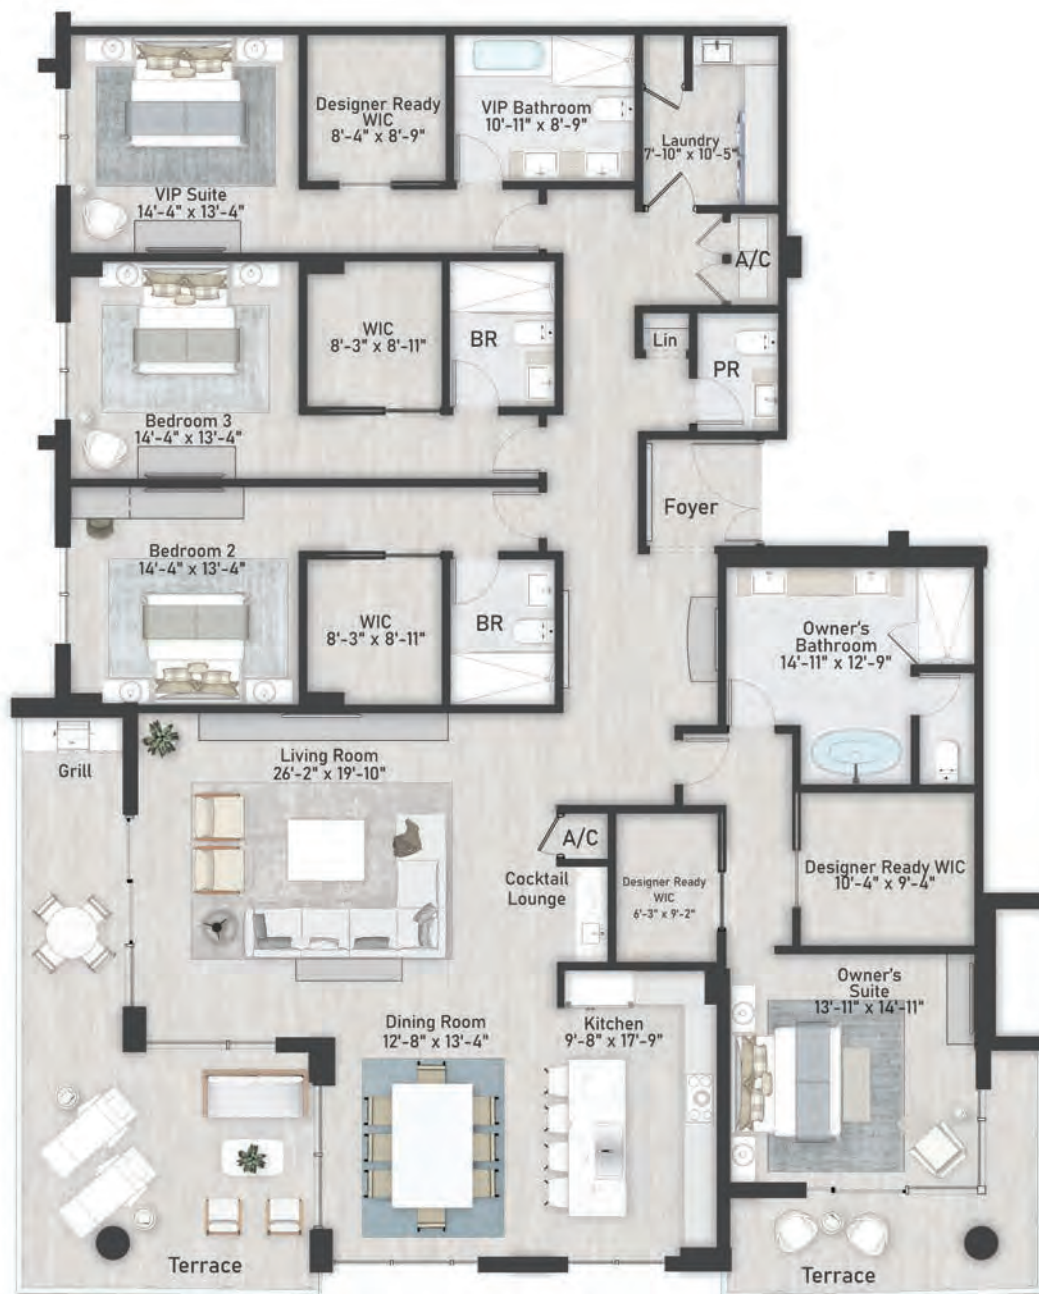 Designer Ready
WIC
8'-4" x 8'-9"
VIP Bathroom
10'-11" x 8'-9"
Laundry
7'-10" x 10'-5"
VIP Suite
14'-4" x 13'-4"
A/C
WIC
8'-3" x 8'-11"
BR
Lin
PR
Bedroom 3
14'-4" x 13'-4"
Foyer
Bedroom 2
14'-4" x 13'-4"
WIC
8'-3" x 8'-11"
BR
Owner's
Bathroom
14'-11" x 12'-9"
Grill
Living Room
26'-2" x 19'-10"
A/C
Cocktail
Lounge
Designer Ready
WIC
6'-3" x 9'-2"
Designer Ready WIC
10'-4" x 9'-4"
Owner's
Suite
13'-11" x 14'-11"
Dining Room
12'-8" x 13'-4"
Kitchen
9'-8" x 17'-9"
Terrace
Terrace